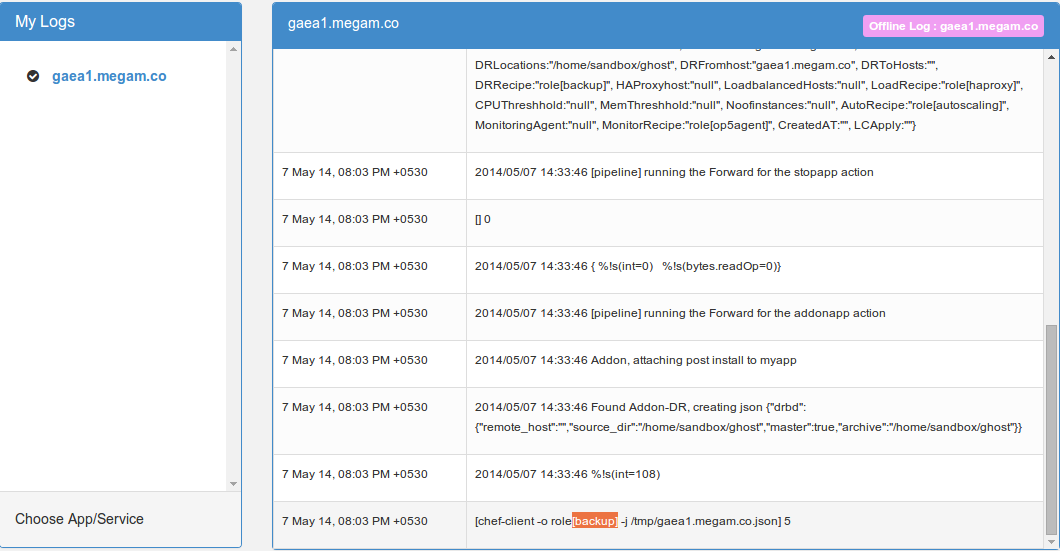 My Logs
gaea1.megam.co
Choose App/Service
gaea1.megam.co
Offline Log : gaea1.megam.co
DRLocations:"/home/sandbox/ghost", DRFromhost:"gaea1.megam.co", DRToHosts:"",
DRRecipe:"role[backup]", HAProxyhost:"null", LoadbalancedHosts:"null", LoadRecipe:"role[haproxy]",
CPUThreshhold:"null", MemThreshhold:"null", Noofinstances:"null", AutoRecipe:"role[autoscaling]",
MonitoringAgent:"null", MonitorRecipe:"role[op5agent]", CreatedAT:"", LCApply:""}
7 May 14, 08:03 PM +0530 2014/05/07 14:33:46 [pipeline] running the Forward for the stopapp action
7 May 14, 08:03 PM +0530 [] 0
7 May 14, 08:03 PM +0530 2014/05/07 14:33:46 { %!s(int=0) %!s(bytes.readOp=0)}
7 May 14, 08:03 PM +0530 2014/05/07 14:33:46 [pipeline] running the Forward for the addonapp action
7 May 14, 08:03 PM +0530 2014/05/07 14:33:46 Addon, attaching post install to myapp
7 May 14, 08:03 PM +0530 2014/05/07 14:33:46 Found Addon-DR, creating json {"drbd":
{"remote_host":"","source_dir":"/home/sandbox/ghost","master":true,"archive":"/home/sandbox/ghost"}}
7 May 14, 08:03 PM +0530 2014/05/07 14:33:46 %!s(int=108)
7 May 14, 08:03 PM +0530 [chef-client -o role[backup] -j /tmp/gaea1.megam.co.json] 5